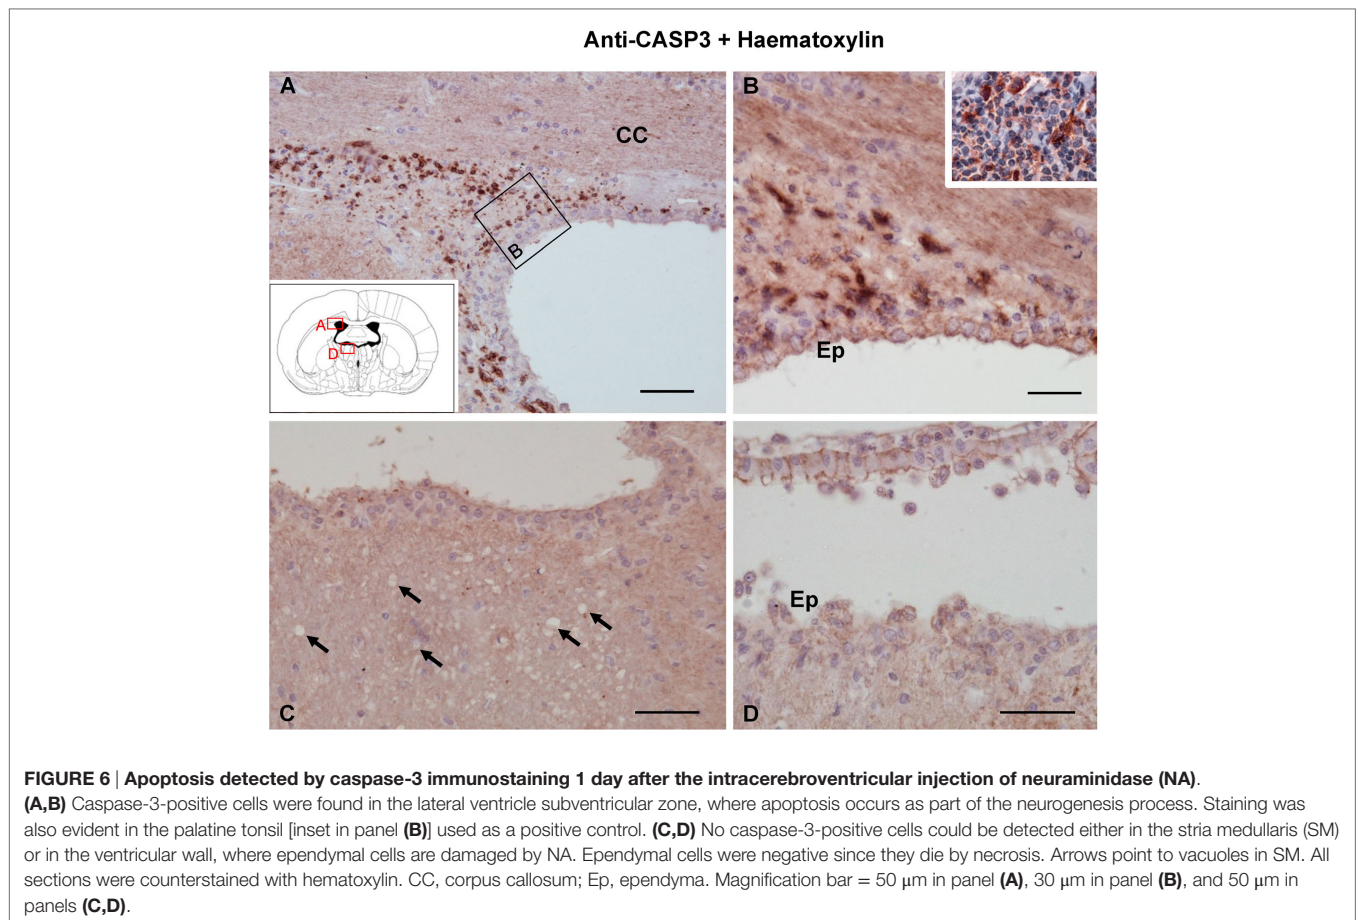 Anti-CASP3 + Haematoxylin
A
CC
B
A
D
B
Ep
C
Ep
D
FIGURE 6 | Apoptosis detected by caspase-3 immunostaining 1 day after the intracerebroventricular injection of neuraminidase (NA).
(A,B) Caspase-3-positive cells were found in the lateral ventricle subventricular zone, where apoptosis occurs as part of the neurogenesis process. Staining was
also evident in the palatine tonsil [inset in panel (B)] used as a positive control. (C,D) No caspase-3-positive cells could be detected either in the stria medullaris (SM)
or in the ventricular wall, where ependymal cells are damaged by NA. Ependymal cells were negative since they die by necrosis. Arrows point to vacuoles in SM. All
sections were counterstained with hematoxylin. CC, corpus callosum; Ep, ependyma. Magnification bar = 50 μm in panel (A), 30 μm in panel (B), and 50 μm in
panels (C,D).